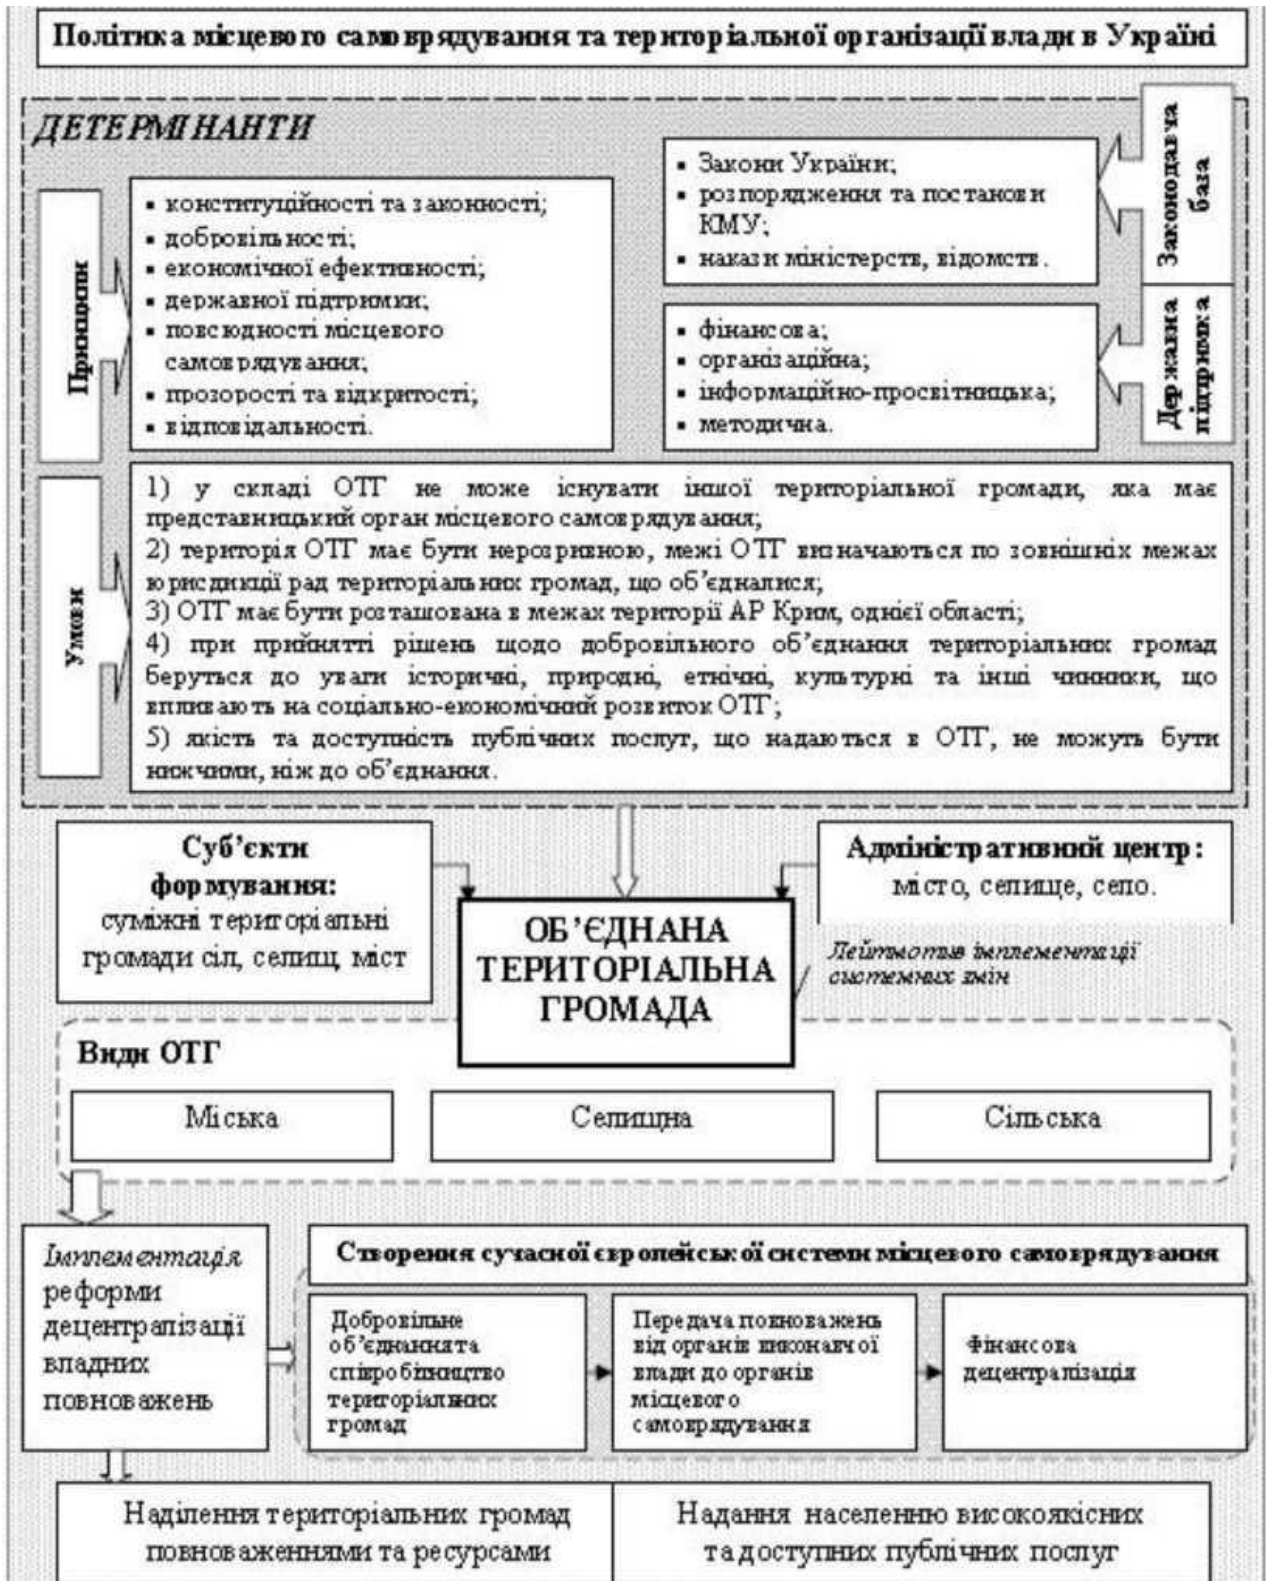 Політика місцевого самоврядування та територіальної організації влади в Україні
ДЕТЕРМІНАНТИ
Принципи
▪ конституційності та законності;
▪ добровільності;
▪ економічної ефективності;
▪ державної підтримки;
▪ повсюдності місцевого
самоврядування;
▪ прозорості та відкритості;
▪ відповідальності.
▪ Закони України;
▪ розпорядження та постанови
КМУ;
▪ накази міністерств, відомств.
Законодавча
база
▪ фінансова;
▪ організаційна;
▪ інформаційно-просвітницька;
▪ методична.
Державна
підтримка
Умови
1) у складі ОТГ не може існувати іншої територіальної громади, яка має
представницький орган місцевого самоврядування;
2) територія ОТГ має бути нерозривною, межі ОТГ визначаються по зовнішніх межах
юрисдикції рад територіальних громад, що об’єдналися;
3) ОТГ має бути розташована в межах території АР Крим, однієї області;
4) при прийнятті рішень щодо добровільного об’єднання територіальних громад
беруться до уваги історичні, природні, етнічні, культурні та інші чинники, що
впливають на соціально-економічний розвиток ОТГ;
5) якість та доступність публічних послуг, що надаються в ОТГ, не можуть бути
нижчими, ніж до об’єднання.
Суб’єкти
формування:
суміжні територіальні
громади сіл, селищ, міст
ОБ’ЄДНАНА
ТЕРИТОРІАЛЬНА
ГРОМАДА
Адміністративний центр:
місто, селище, село.
Лейтмотив імплементації
системних змін
Види ОТГ
Міська
Селищна
Сільська
Імплементація
реформи
децентралізації
владних
повноважень
Створення сучасної європейської системи місцевого самоврядування
Добровільне
об’єднання та
співробітництво
територіальних
громад
Передача повноважень
від органів виконавчої
влади до органів
місцевого
самоврядування
Фінансова
децентралізація
Наділення територіальних громад
повноваженнями та ресурсами
Надання населенню високоякісних
та доступних публічних послуг